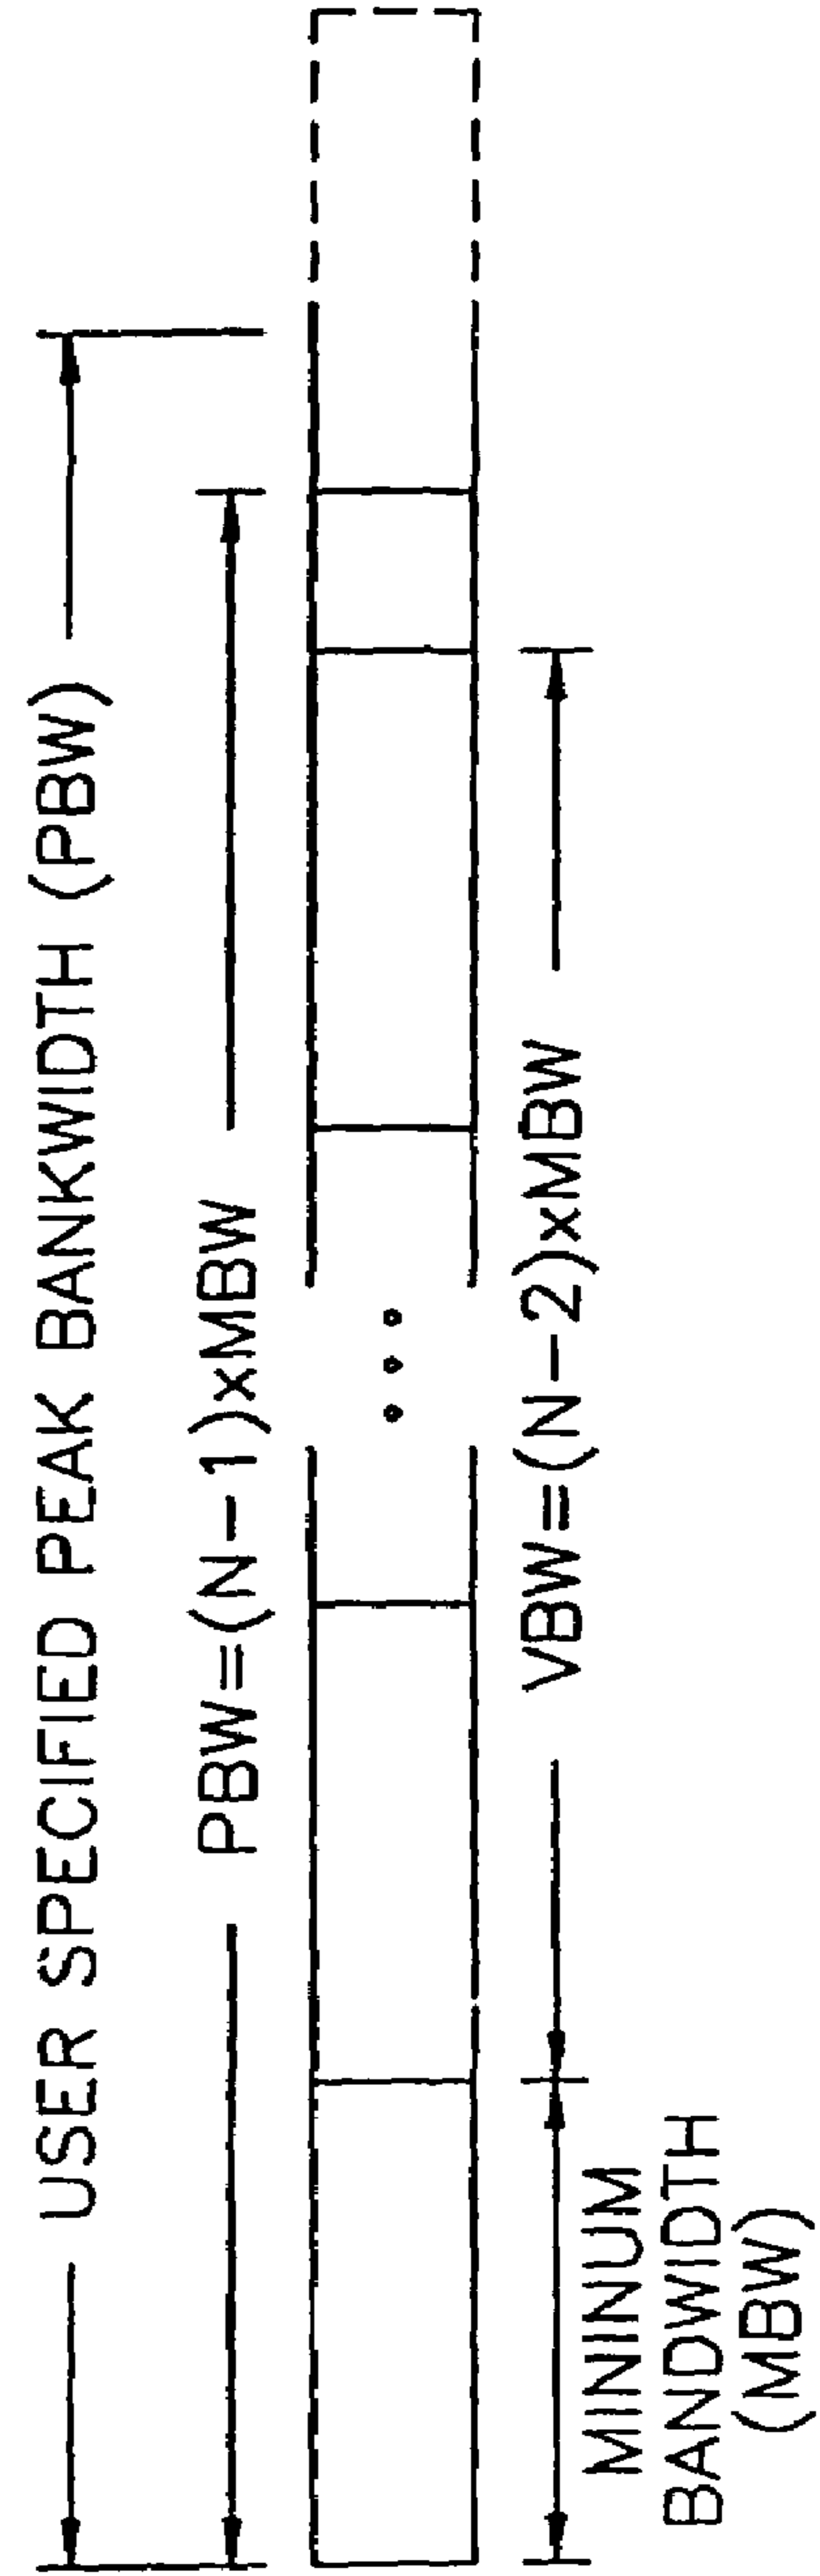 USER SPECIFIED PEAK BANKWIDTH (PBW)
PBW=(N-1)xMBW
VBW=(N-2)xMBW
MININUM
BANDWIDTH
(MBW)